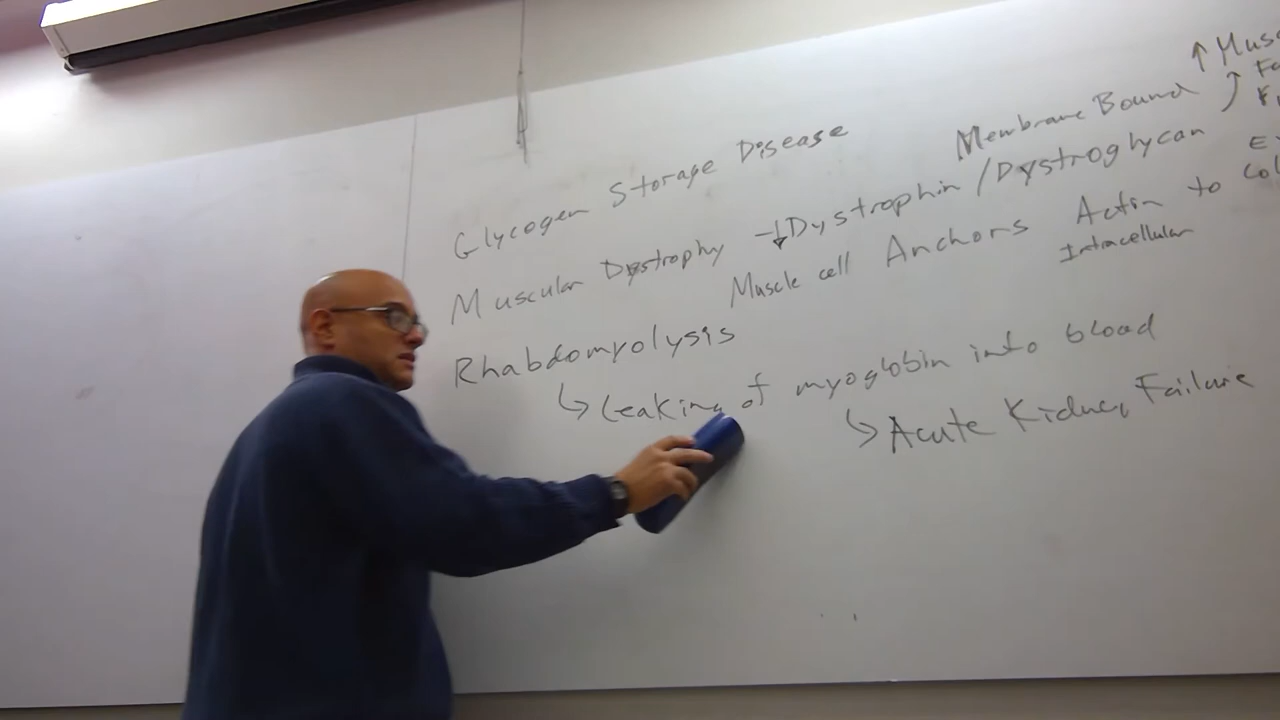 Glycogen Storage Disease
Membrane Bound
Muscular Dystrophy ↓Dystrophin/Dystroglycan
Muscle cell Anchors Actin to
Intracellular
Rhabdomyolysis
↳ Leaking of myoglobin into blood
↳ Acute Kidney Failure